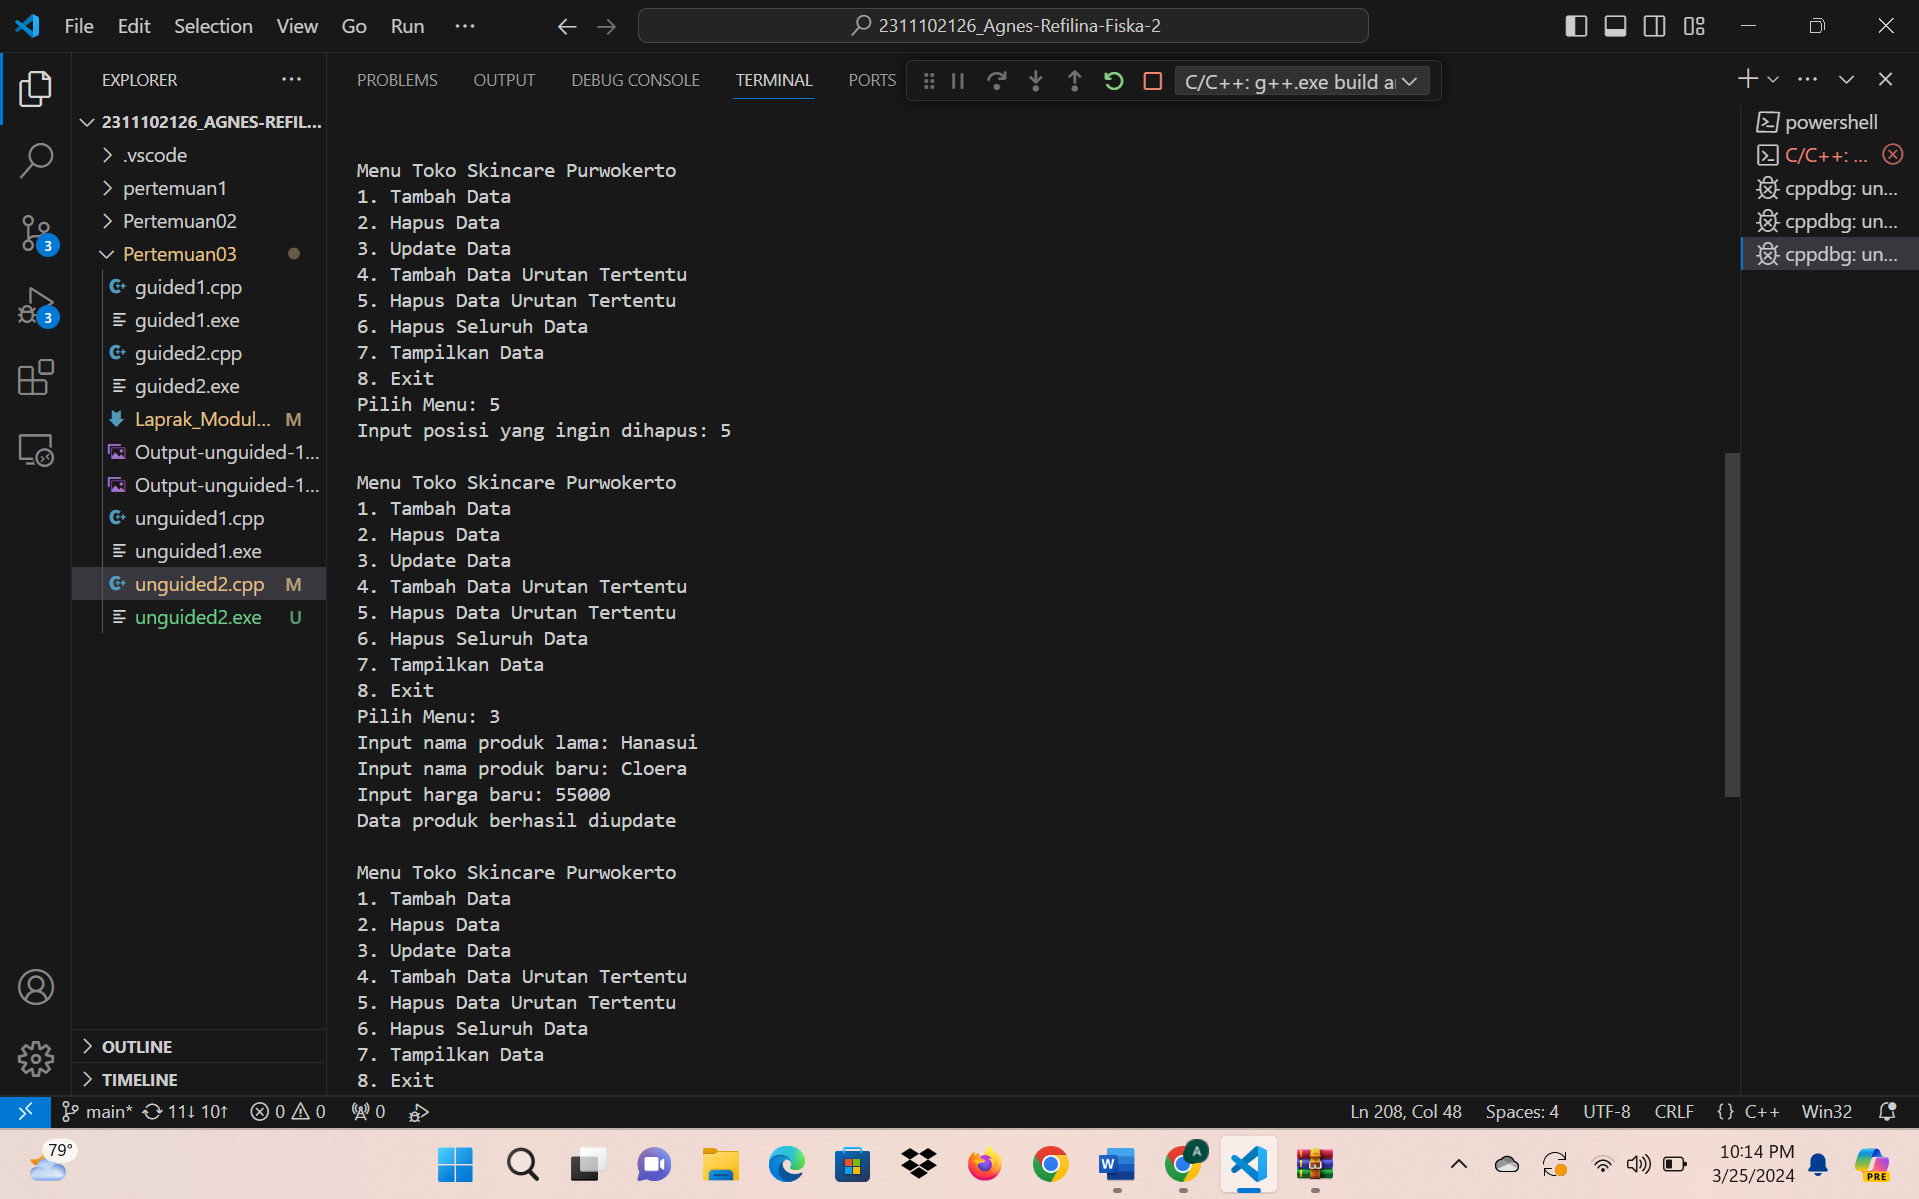 File Edit Selection View Go Run ...
2311102126_Agnes-Refilina-Fiska-2
EXPLORER
2311102126_AGNES-REFIL...
.vscode
pertemuan1
Pertemuan02
Pertemuan03
guided1.cpp
guided1.exe
guided2.cpp
guided2.exe
Laprak_Modul... M
Output-unguided-1...
Output-unguided-1...
unguided1.cpp
unguided1.exe
unguided2.cpp M
unguided2.exe U
OUTLINE
TIMELINE
3
3
PROBLEMS OUTPUT DEBUG CONSOLE TERMINAL PORTS
C/C++: g++.exe build a
Menu Toko Skincare Purwokerto
1. Tambah Data
2. Hapus Data
3. Update Data
4. Tambah Data Urutan Tertentu
5. Hapus Data Urutan Tertentu
6. Hapus Seluruh Data
7. Tampilkan Data
8. Exit
Pilih Menu: 5
Input posisi yang ingin dihapus: 5
Menu Toko Skincare Purwokerto
1. Tambah Data
2. Hapus Data
3. Update Data
4. Tambah Data Urutan Tertentu
5. Hapus Data Urutan Tertentu
6. Hapus Seluruh Data
7. Tampilkan Data
8. Exit
Pilih Menu: 3
Input nama produk lama: Hanasui
Input nama produk baru: Cloera
Input harga baru: 55000
Data produk berhasil diupdate
Menu Toko Skincare Purwokerto
1. Tambah Data
2. Hapus Data
3. Update Data
4. Tambah Data Urutan Tertentu
5. Hapus Data Urutan Tertentu
6. Hapus Seluruh Data
7. Tampilkan Data
8. Exit
powershell
C/C++: ...
cppdbg: un...
cppdbg: un...
cppdbg: un...
main* 11↓ 10↑ 0 0 0
Ln 208, Col 48 Spaces: 4 UTF-8 CRLF {} C++ Win32
79°
W
A
10:14 PM
3/25/2024
PRE